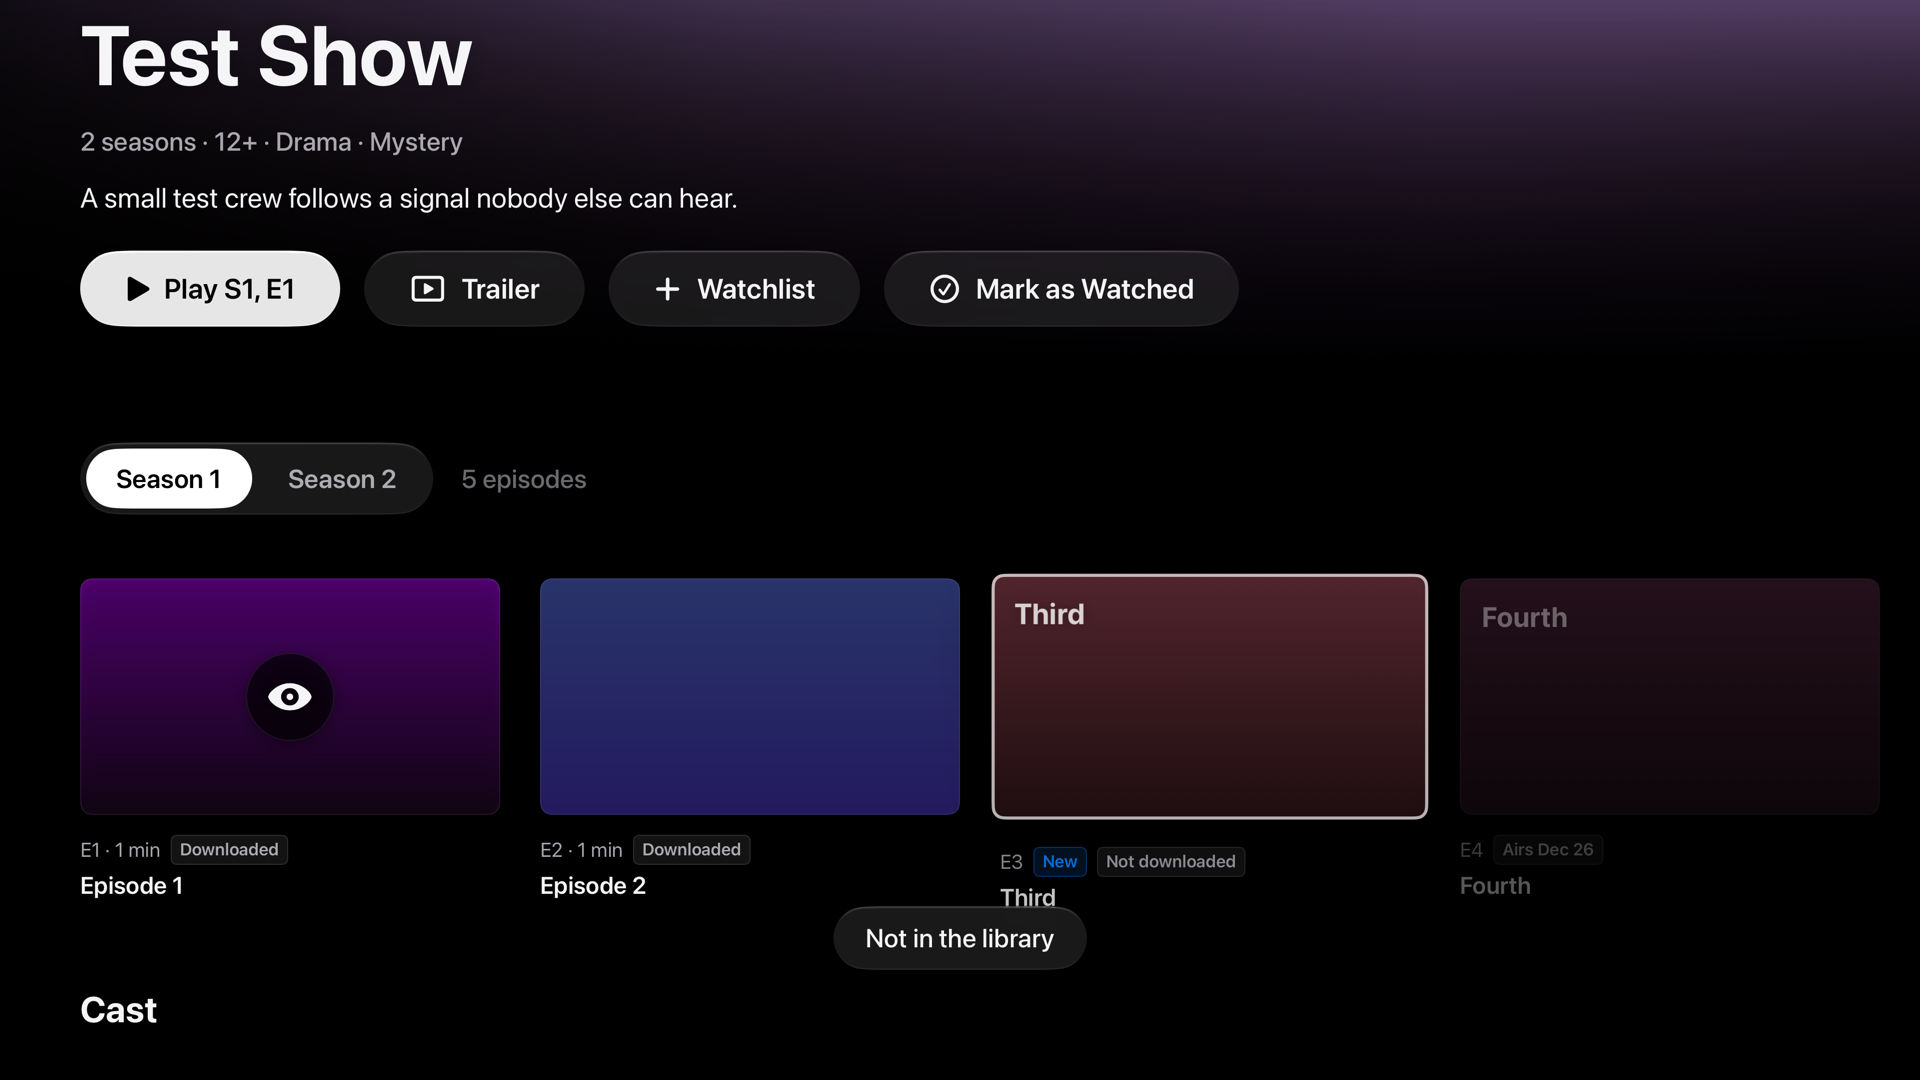 Test Show
2 seasons · 12+ · Drama · Mystery
A small test crew follows a signal nobody else can hear.
Play S1, E1
Trailer
Watchlist
Mark as Watched
Season 1
Season 2
5 episodes
Third
Fourth
E1 · 1 min Downloaded
Episode 1
E2 · 1 min Downloaded
Episode 2
E3 New Not downloaded
Third
E4 Airs Dec 26
Fourth
Not in the library
Cast